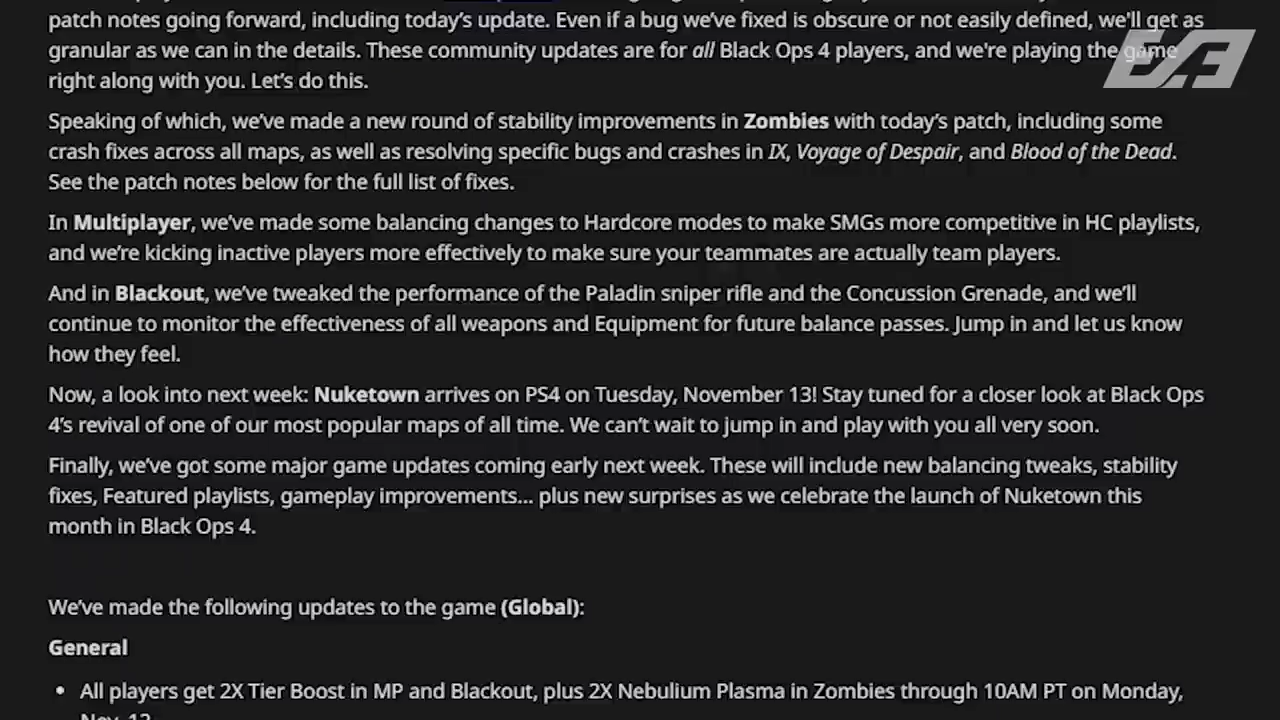 patch notes going forward, including today's update. Even if a bug we've fixed is obscure or not easily defined, we'll get as
granular as we can in the details. These community updates are for all Black Ops 4 players, and we're playing the game
right along with you. Let's do this.
Speaking of which, we've made a new round of stability improvements in Zombies with today's patch, including some
crash fixes across all maps, as well as resolving specific bugs and crashes in IX, Voyage of Despair, and Blood of the Dead.
See the patch notes below for the full list of fixes.
In Multiplayer, we've made some balancing changes to Hardcore modes to make SMGs more competitive in HC playlists,
and we're kicking inactive players more effectively to make sure your teammates are actually team players.
And in Blackout, we've tweaked the performance of the Paladin sniper rifle and the Concussion Grenade, and we'll
continue to monitor the effectiveness of all weapons and Equipment for future balance passes. Jump in and let us know
how they feel.
Now, a look into next week: Nuketown arrives on PS4 on Tuesday, November 13! Stay tuned for a closer look at Black Ops
4's revival of one of our most popular maps of all time. We can't wait to jump in and play with you all very soon.
Finally, we've got some major game updates coming early next week. These will include new balancing tweaks, stability
fixes, Featured playlists, gameplay improvements... plus new surprises as we celebrate the launch of Nuketown this
month in Black Ops 4.
We've made the following updates to the game (Global):
General
• All players get 2X Tier Boost in MP and Blackout, plus 2X Nebulium Plasma in Zombies through 10AM PT on Monday,